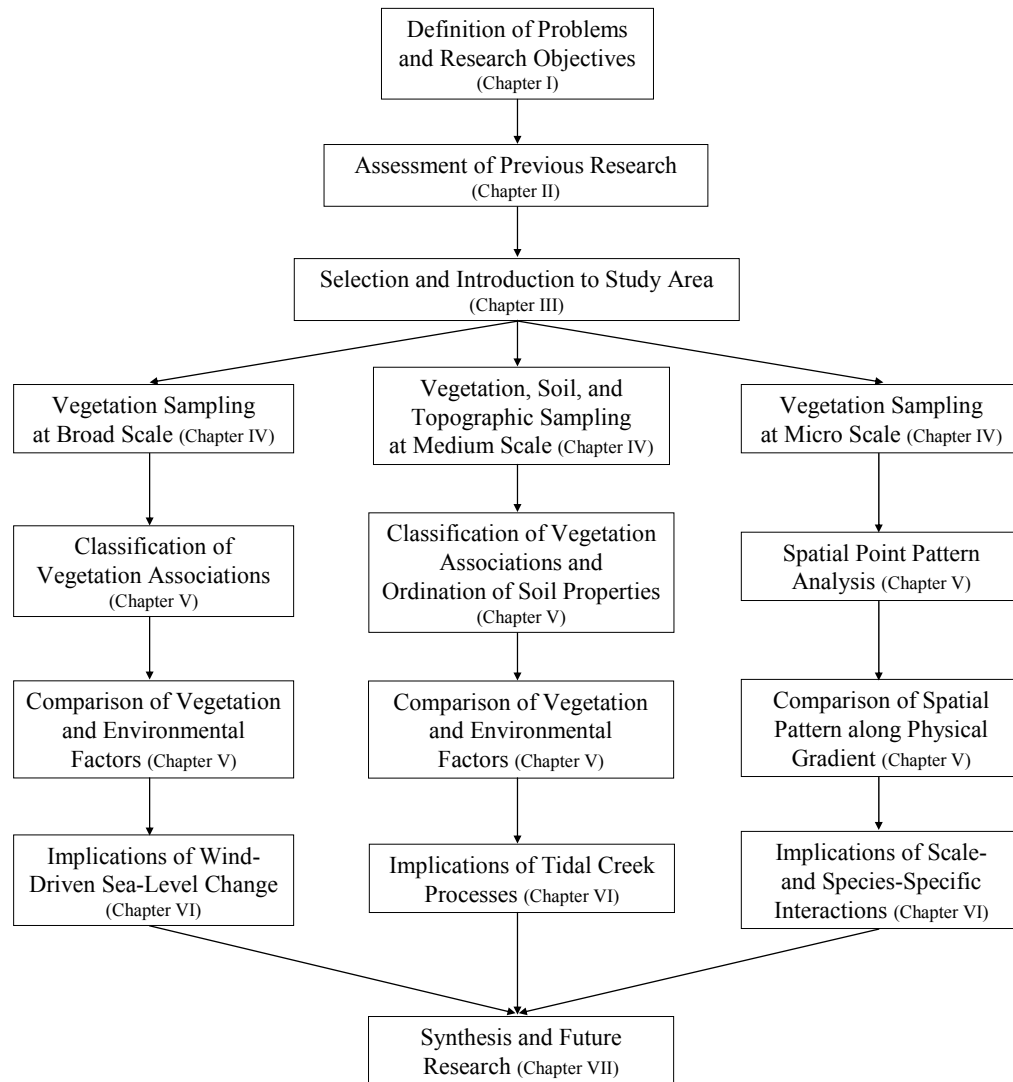 Definition of Problems
and Research Objectives
(Chapter I)
Assessment of Previous Research
(Chapter II)
Selection and Introduction to Study Area
(Chapter III)
Vegetation Sampling
at Broad Scale (Chapter IV)
Vegetation, Soil, and
Topographic Sampling
at Medium Scale (Chapter IV)
Vegetation Sampling
at Micro Scale (Chapter IV)
Classification of
Vegetation Associations
(Chapter V)
Classification of Vegetation
Associations and
Ordination of Soil Properties
(Chapter V)
Spatial Point Pattern
Analysis (Chapter V)
Comparison of Vegetation
and Environmental
Factors (Chapter V)
Comparison of Vegetation
and Environmental
Factors (Chapter V)
Comparison of Spatial
Pattern along Physical
Gradient (Chapter V)
Implications of Wind-
Driven Sea-Level Change
(Chapter VI)
Implications of Tidal Creek
Processes (Chapter VI)
Implications of Scale-
and Species-Specific
Interactions (Chapter VI)
Synthesis and Future
Research (Chapter VII)